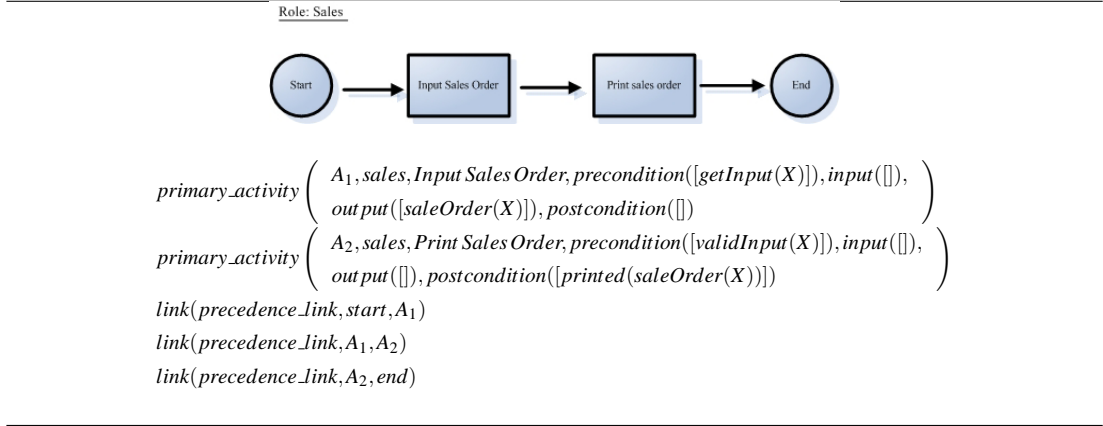 Role: Sales
Start
Input Sales Order
Print sales order
End
primary_activity( A₁, sales, Input Sales Order, precondition([getInput(X)]), input([]),
output([saleOrder(X)]), postcondition([]) )
primary_activity( A₂, sales, Print Sales Order, precondition([validInput(X)]), input([]),
output([]), postcondition([printed(saleOrder(X))]) )
link(precedence_link, start, A₁)
link(precedence_link, A₁, A₂)
link(precedence_link, A₂, end)